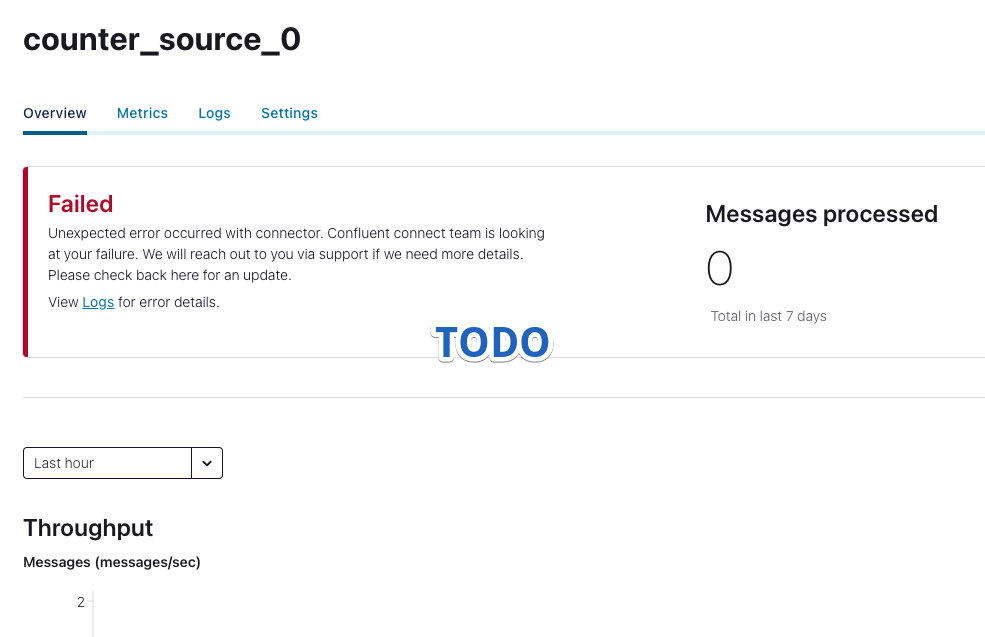 counter_source_0
Overview Metrics Logs Settings
Failed
Unexpected error occurred with connector. Confluent connect team is looking
at your failure. We will reach out to you via support if we need more details.
Please check back here for an update.
View Logs for error details.
Messages processed
0
Total in last 7 days
TODO
Last hour
Throughput
Messages (messages/sec)
2